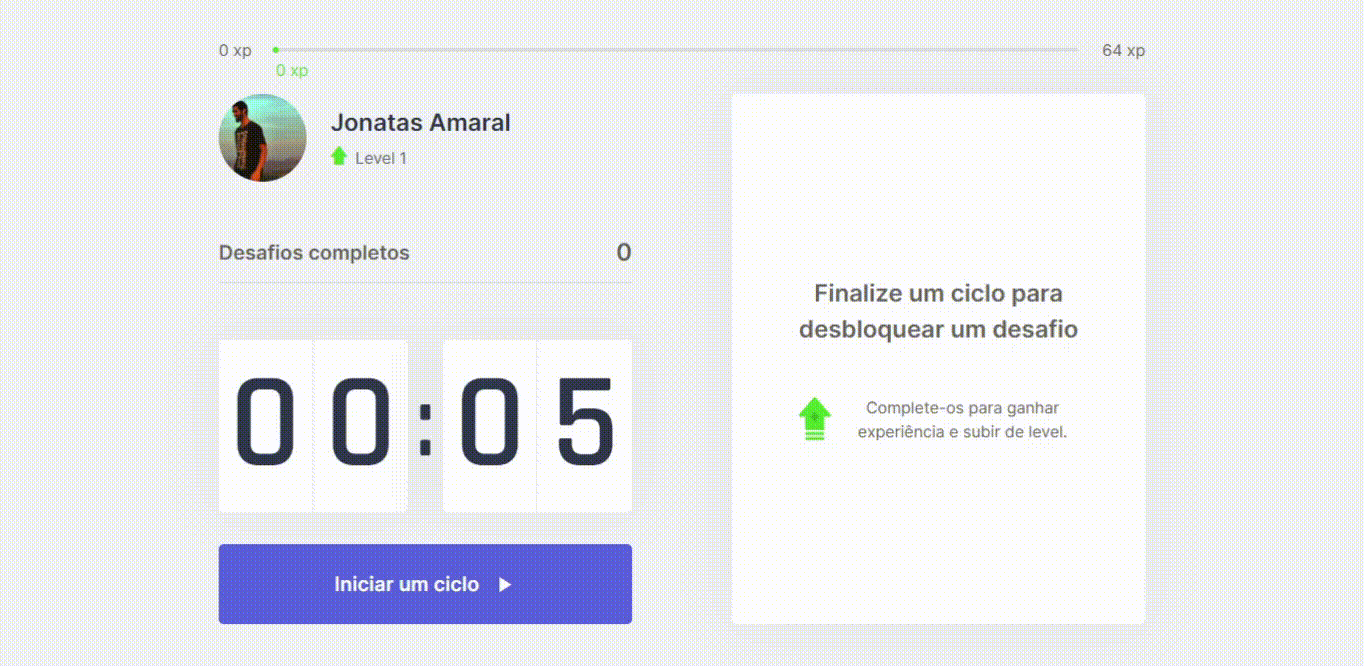 0 xp
64 xp
0 xp
Jonatas Amaral
Level 1
Desafios completos
0
00:05
Iniciar um ciclo
Finalize um ciclo para
desbloquear um desafio
Complete-os para ganhar
experiência e subir de level.